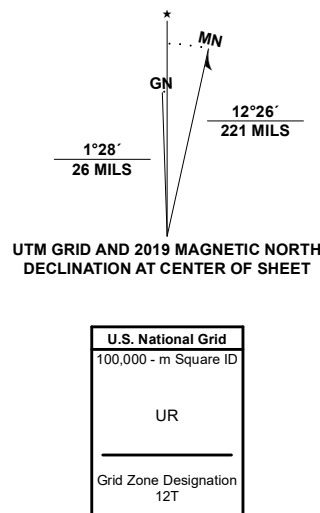 ★
MN
GN
12°26´
221 MILS
1°28´
26 MILS
UTM GRID AND 2019 MAGNETIC NORTH
DECLINATION AT CENTER OF SHEET
U.S. National Grid
100,000 - m Square ID
UR
Grid Zone Designation
12T